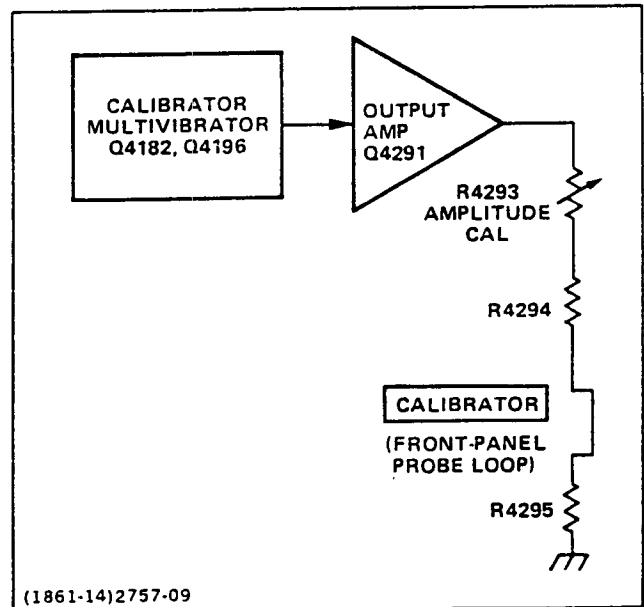 CALIBRATOR
MULTIVIBRATOR
Q4182, Q4196
OUTPUT
AMP
Q4291
R4293
AMPLITUDE
CAL
R4294
CALIBRATOR
(FRONT-PANEL
PROBE LOOP)
R4295
(1861-14)2757-09